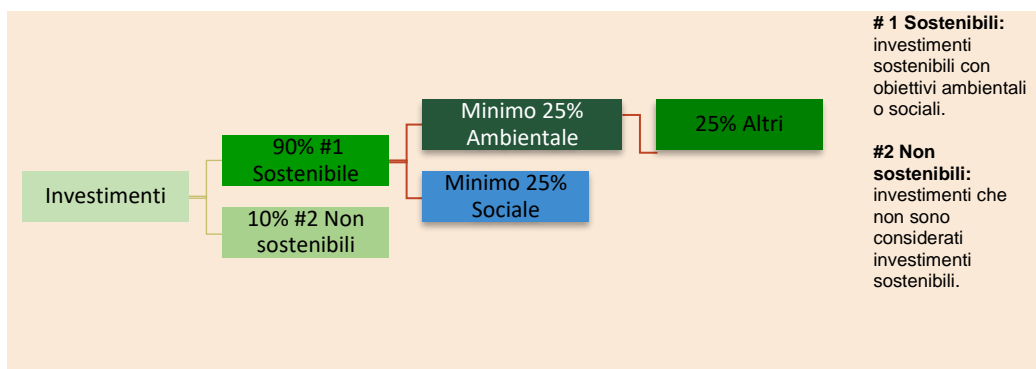 Investimenti
90% #1
Sostenibile
10% #2 Non
sostenibili
Minimo 25%
Ambientale
Minimo 25%
Sociale
25% Altri
# 1 Sostenibili:
investimenti
sostenibili con
obiettivi ambientali
o sociali.
#2 Non
sostenibili:
investimenti che
non sono
considerati
investimenti
sostenibili.